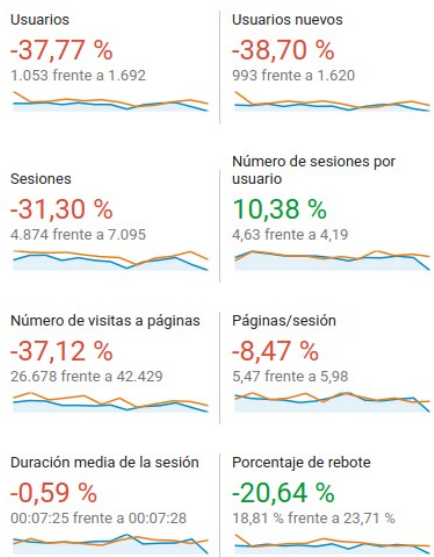 Usuarios
-37,77 %
1.053 frente a 1.692
Usuarios nuevos
-38,70 %
993 frente a 1.620
Sesiones
-31,30 %
4.874 frente a 7.095
Número de sesiones por
usuario
10,38 %
4,63 frente a 4,19
Número de visitas a páginas
-37,12 %
26.678 frente a 42.429
Páginas/sesión
-8,47 %
5,47 frente a 5,98
Duración media de la sesión
-0,59 %
00:07:25 frente a 00:07:28
Porcentaje de rebote
-20,64 %
18,81 % frente a 23,71 %